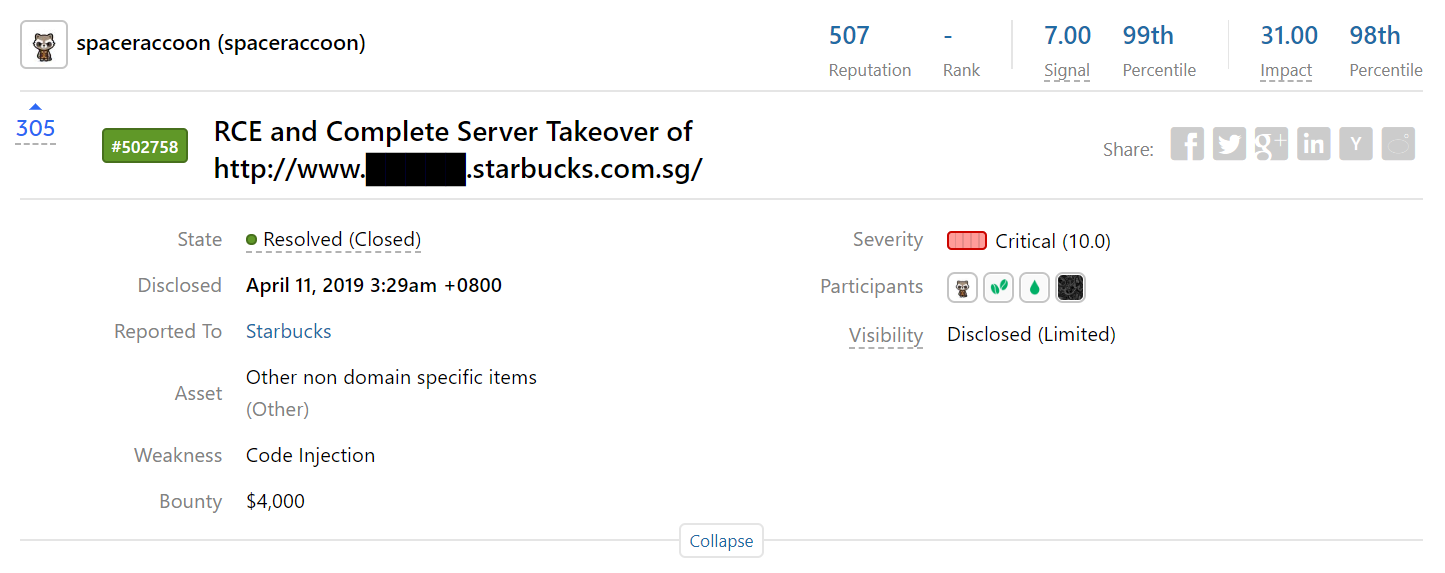 spaceraccoon (spaceraccoon)
507 - 7.00 99th 31.00 98th
Reputation Rank Signal Percentile Impact Percentile
305
#502758
RCE and Complete Server Takeover of
http://www. .starbucks.com.sg/
Share: f g+ in Y
State Resolved (Closed)
Severity Critical (10.0)
Disclosed April 11, 2019 3:29am +0800
Participants
Reported To Starbucks
Visibility Disclosed (Limited)
Asset Other non domain specific items
(Other)
Weakness Code Injection
Bounty $4,000
Collapse